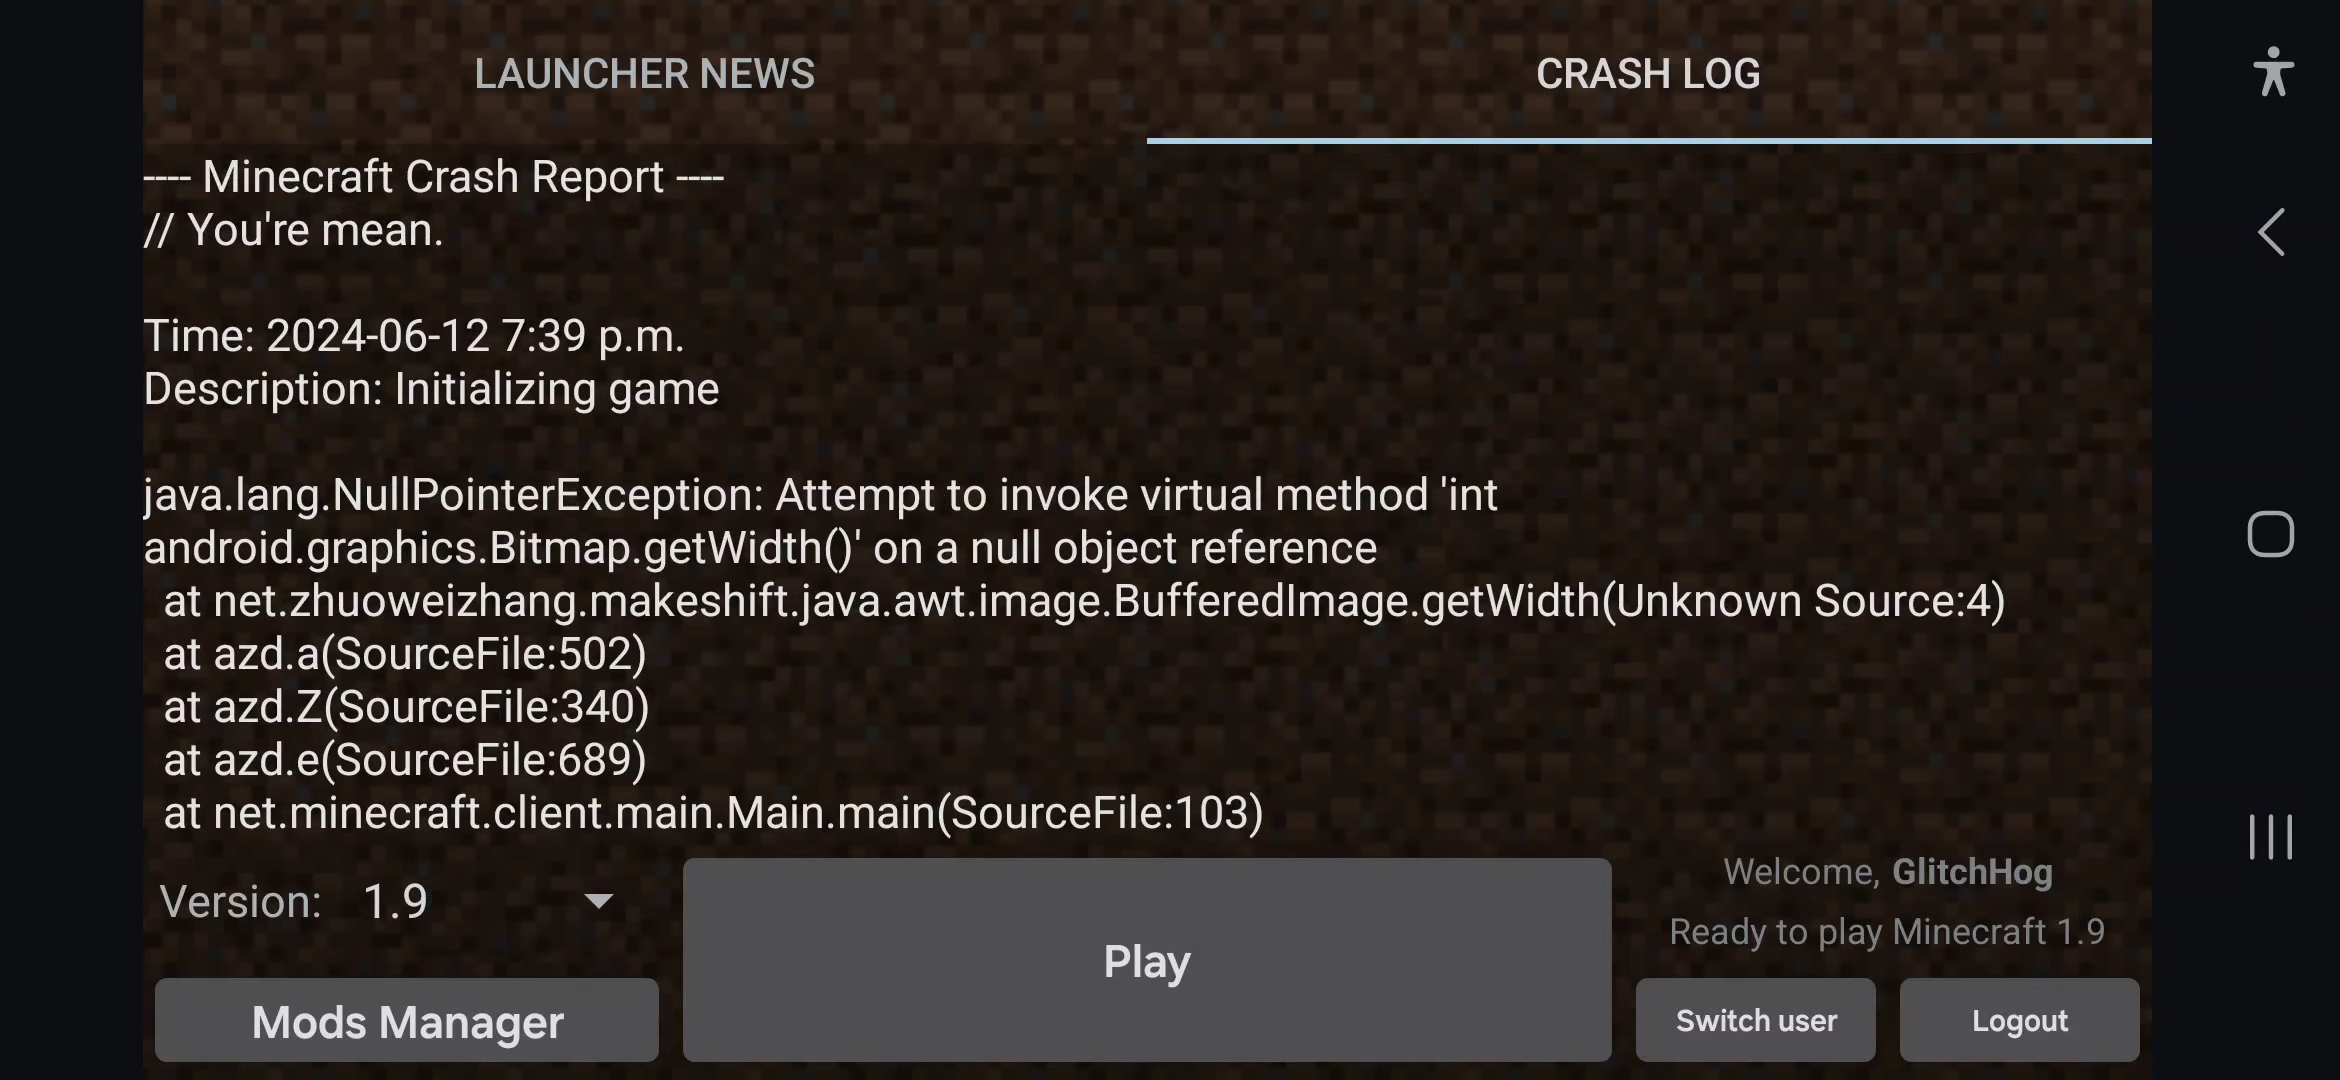 LAUNCHER NEWS
CRASH LOG
---- Minecraft Crash Report ----
// You're mean.
Time: 2024-06-12 7:39 p.m.
Description: Initializing game
java.lang.NullPointerException: Attempt to invoke virtual method 'int
android.graphics.Bitmap.getWidth()' on a null object reference
at net.zhuoweizhang.makeshift.java.awt.image.BufferedImage.getWidth(Unknown Source:4)
at azd.a(SourceFile:502)
at azd.Z(SourceFile:340)
at azd.e(SourceFile:689)
at net.minecraft.client.main.Main.main(SourceFile:103)
Version: 1.9
Mods Manager
Play
Welcome, GlitchHog
Ready to play Minecraft 1.9
Switch user
Logout